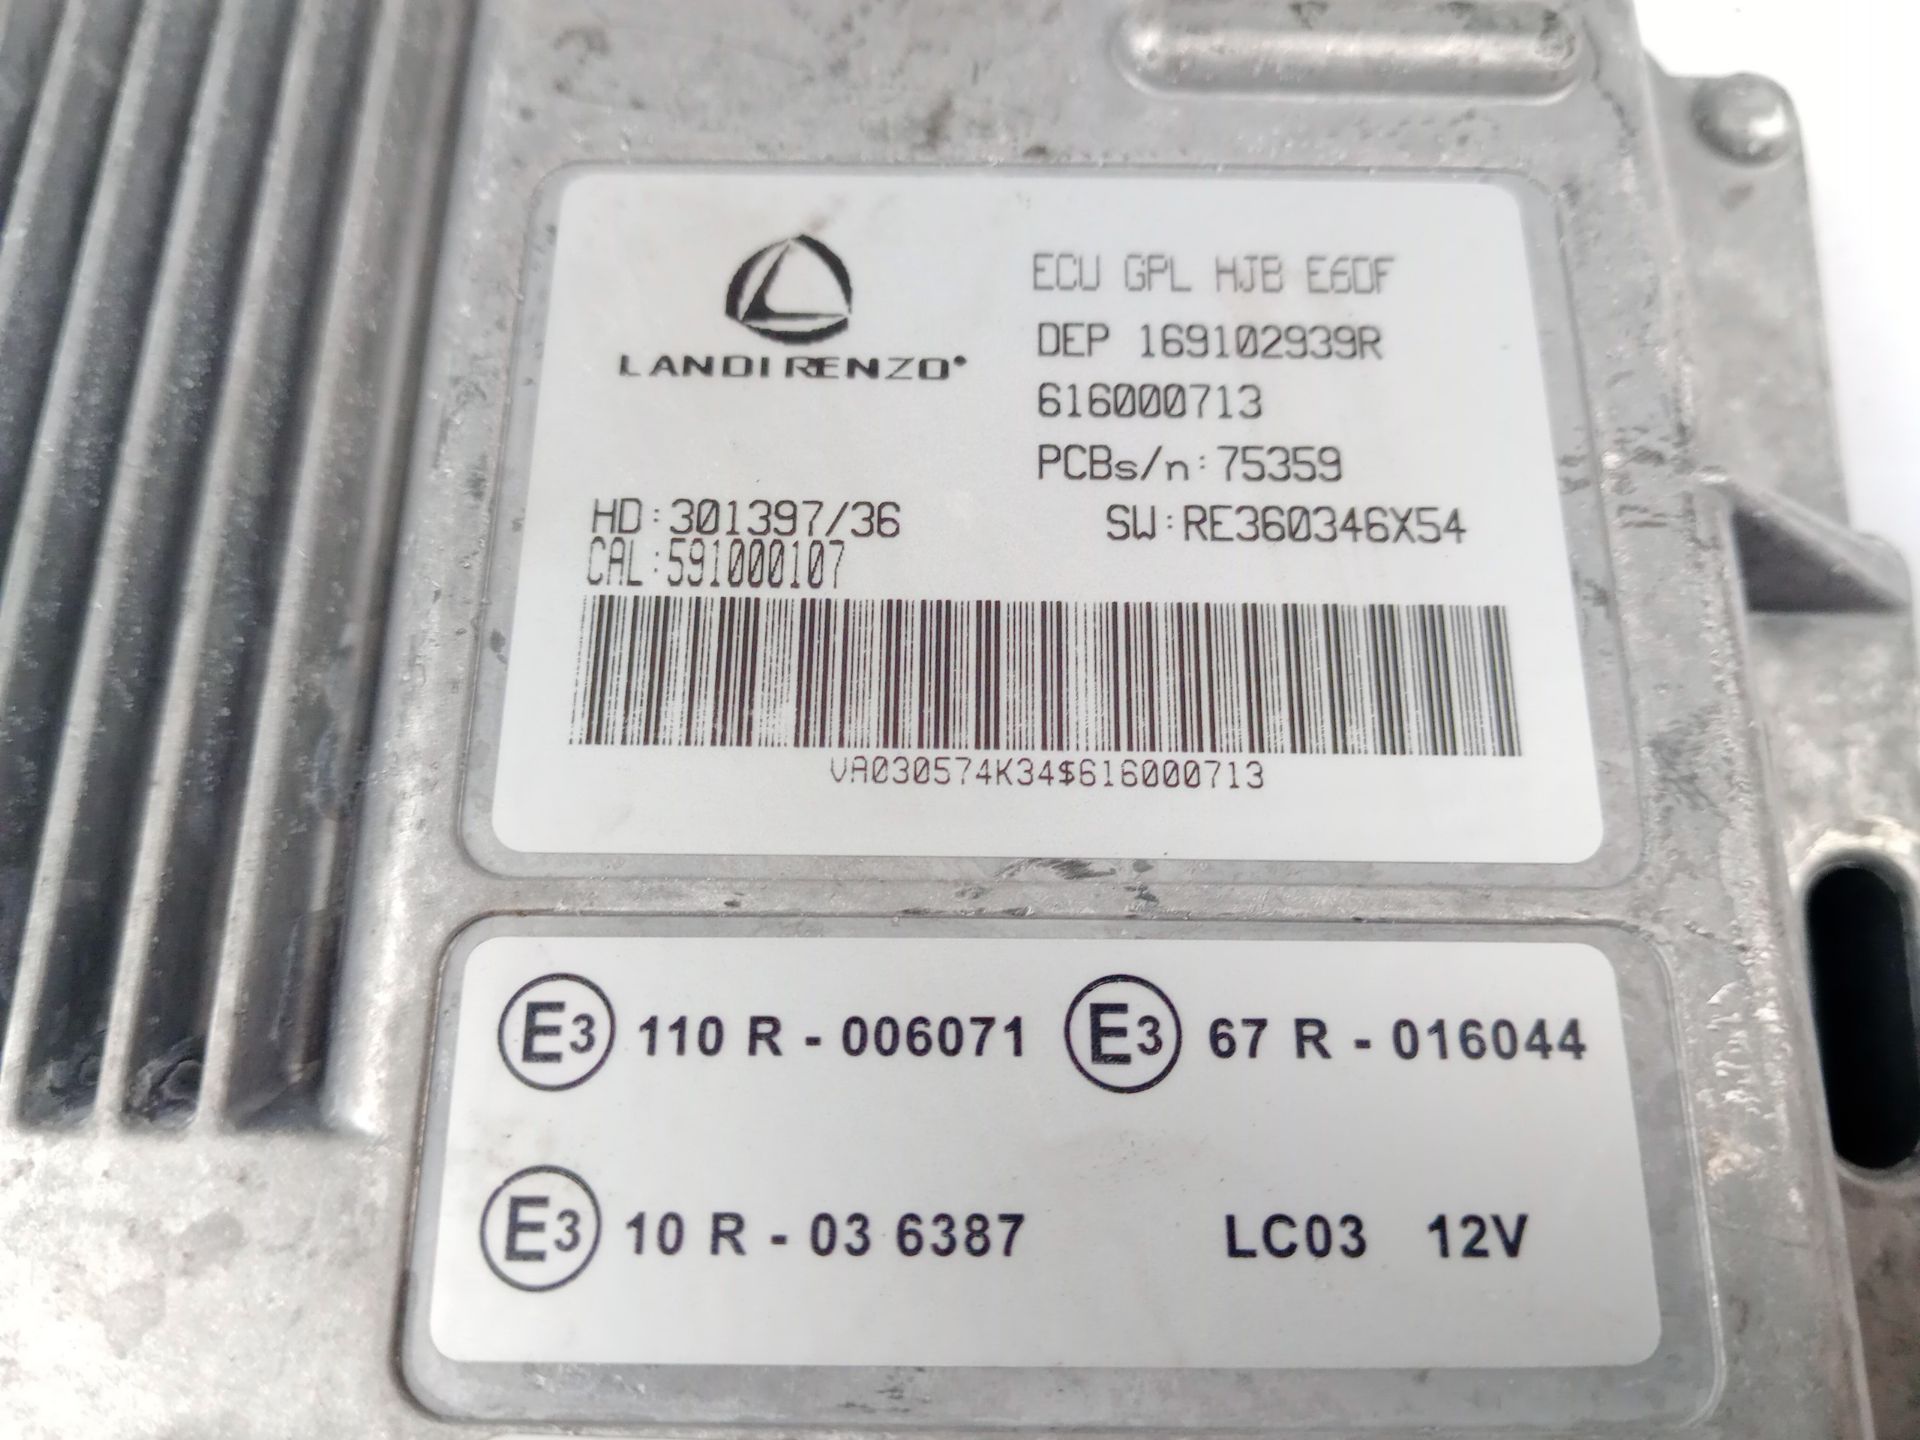 LANDIRENZO®
ECU GPL HJB E6DF
DEP 169102939R
616000713
PCBs/n:75359
HD:301397/36 SW:RE360346X54
CAL:591000107
VA030574K34$616000713
E3 110 R - 006071 E3 67 R - 016044
E3 10 R - 03 6387 LC03 12V